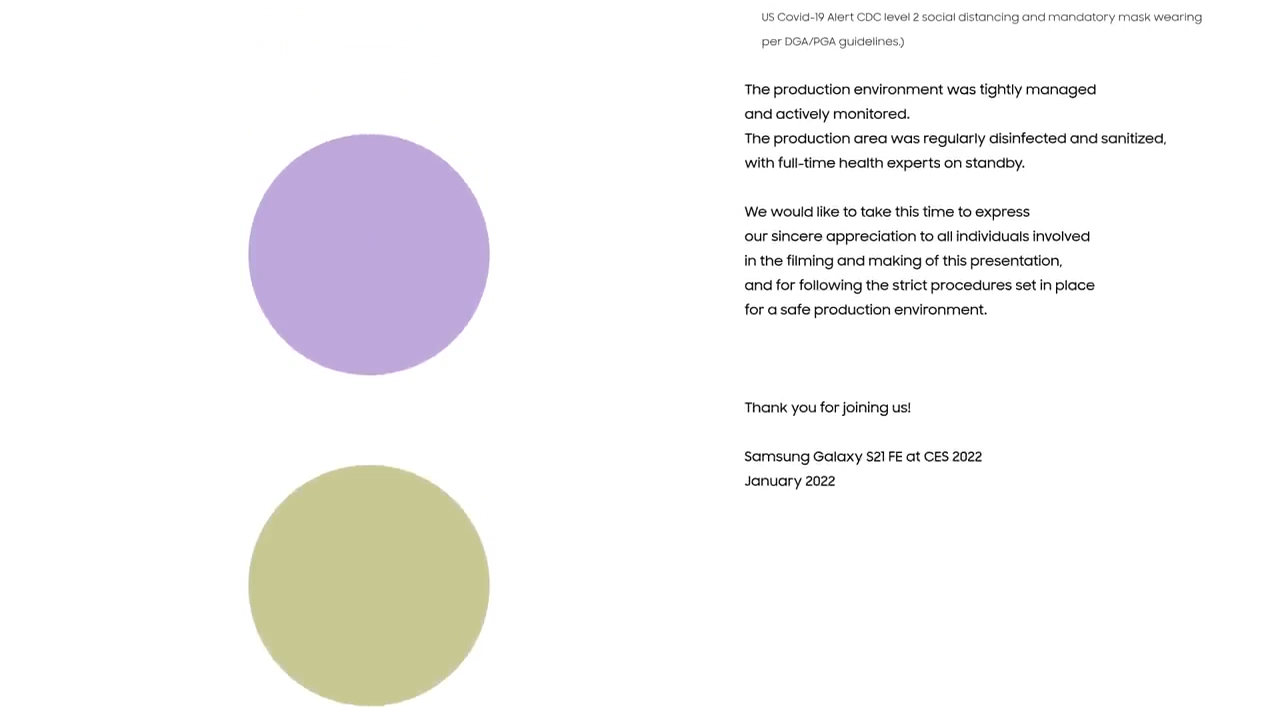 US Covid-19 Alert CDC level 2 social distancing and mandatory mask wearing
per DGA/PGA guidelines.)
The production environment was tightly managed
and actively monitored.
The production area was regularly disinfected and sanitized,
with full-time health experts on standby.
We would like to take this time to express
our sincere appreciation to all individuals involved
in the filming and making of this presentation,
and for following the strict procedures set in place
for a safe production environment.
Thank you for joining us!
Samsung Galaxy S21 FE at CES 2022
January 2022